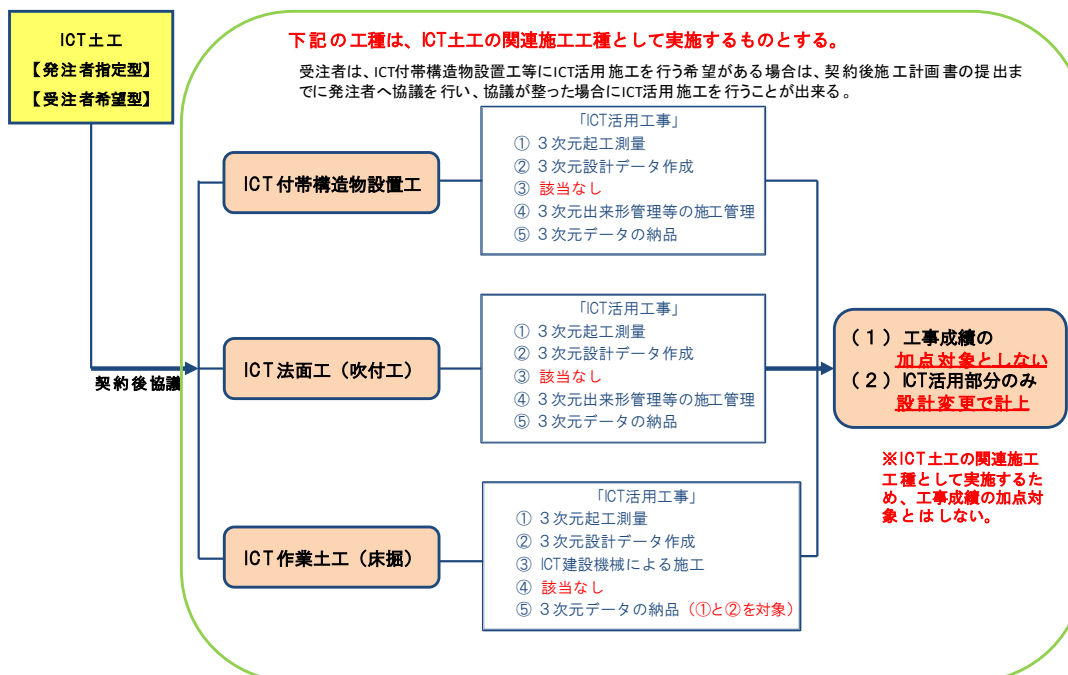 ICT土工
【発注者指定型】
【受注者希望型】
下記の工種は、ICT土工の関連施工工種として実施するものとする。
受注者は、ICT付帯構造物設置工等にICT活用施工を行う希望がある場合は、契約後施工計画書の提出ま
でに発注者へ協議を行い、協議が整った場合にICT活用施工を行うことが出来る。
契約後協議
ICT付帯構造物設置工
「ICT活用工事」
① 3次元起工測量
② 3次元設計データ作成
③ 該当なし
④ 3次元出来形管理等の施工管理
⑤ 3次元データの納品
ICT法面工（吹付工）
「ICT活用工事」
① 3次元起工測量
② 3次元設計データ作成
③ 該当なし
④ 3次元出来形管理等の施工管理
⑤ 3次元データの納品
ICT作業土工（床掘）
「ICT活用工事」
① 3次元起工測量
② 3次元設計データ作成
③ ICT建設機械による施工
④ 該当なし
⑤ 3次元データの納品（①と②を対象）
（1）工事成績の
加点対象としない
（2）ICT活用部分のみ
設計変更で計上
※ICT土工の関連施工
工種として実施するた
め、工事成績の加点対
象とはしない。